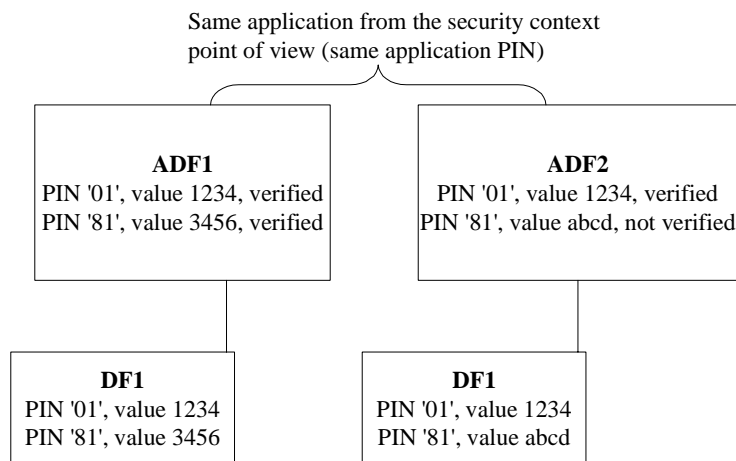 Same application from the security context
point of view (same application PIN)
ADF1
PIN '01', value 1234, verified
PIN '81', value 3456, verified
ADF2
PIN '01', value 1234, verified
PIN '81', value abcd, not verified
DF1
PIN '01', value 1234
PIN '81', value 3456
DF1
PIN '01', value 1234
PIN '81', value abcd